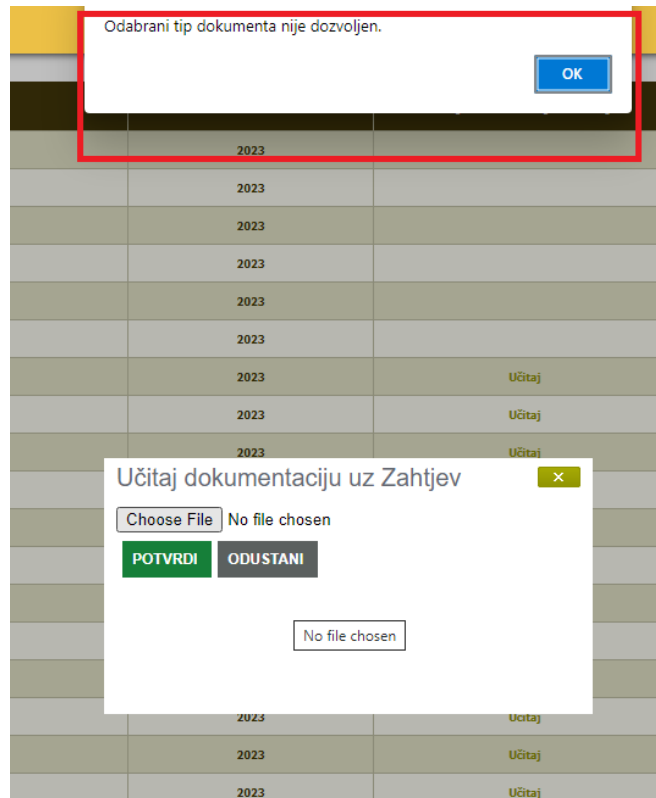 Odabrani tip dokumenta nije dozvoljen.
OK
2023
2023
2023
2023
2023
2023
2023 Učitaj
2023 Učitaj
2023 Učitaj
Učitaj dokumentaciju uz Zahtjev ×
Choose File No file chosen
POTVRDI ODUSTANI
No file chosen
2023 Učitaj
2023 Učitaj
2023 Učitaj